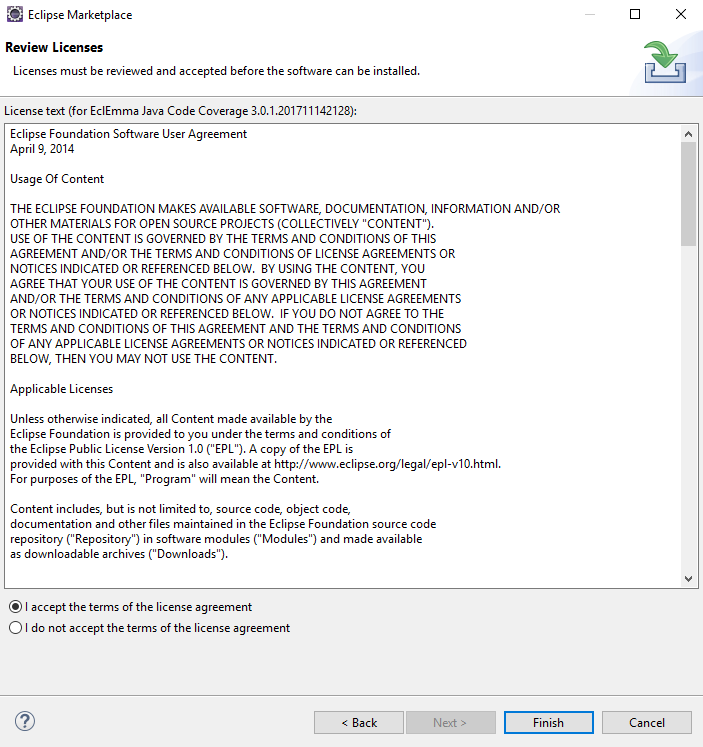 Eclipse Marketplace
Review Licenses
Licenses must be reviewed and accepted before the software can be installed.
License text (for EclEmma Java Code Coverage 3.0.1.201711142128):
Eclipse Foundation Software User Agreement
April 9, 2014
Usage Of Content
THE ECLIPSE FOUNDATION MAKES AVAILABLE SOFTWARE, DOCUMENTATION, INFORMATION AND/OR
OTHER MATERIALS FOR OPEN SOURCE PROJECTS (COLLECTIVELY "CONTENT").
USE OF THE CONTENT IS GOVERNED BY THE TERMS AND CONDITIONS OF THIS
AGREEMENT AND/OR THE TERMS AND CONDITIONS OF LICENSE AGREEMENTS OR
NOTICES INDICATED OR REFERENCED BELOW.  BY USING THE CONTENT, YOU
AGREE THAT YOUR USE OF THE CONTENT IS GOVERNED BY THIS AGREEMENT
AND/OR THE TERMS AND CONDITIONS OF ANY APPLICABLE LICENSE AGREEMENTS
OR NOTICES INDICATED OR REFERENCED BELOW.  IF YOU DO NOT AGREE TO THE
TERMS AND CONDITIONS OF THIS AGREEMENT AND THE TERMS AND CONDITIONS
OF ANY APPLICABLE LICENSE AGREEMENTS OR NOTICES INDICATED OR REFERENCED
BELOW, THEN YOU MAY NOT USE THE CONTENT.
Applicable Licenses
Unless otherwise indicated, all Content made available by the
Eclipse Foundation is provided to you under the terms and conditions of
the Eclipse Public License Version 1.0 ("EPL"). A copy of the EPL is
provided with this Content and is also available at http://www.eclipse.org/legal/epl-v10.html.
For purposes of the EPL, "Program" will mean the Content.
Content includes, but is not limited to, source code, object code,
documentation and other files maintained in the Eclipse Foundation source code
repository ("Repository") in software modules ("Modules") and made available
as downloadable archives ("Downloads").
I accept the terms of the license agreement
I do not accept the terms of the license agreement
? < Back Next > Finish Cancel